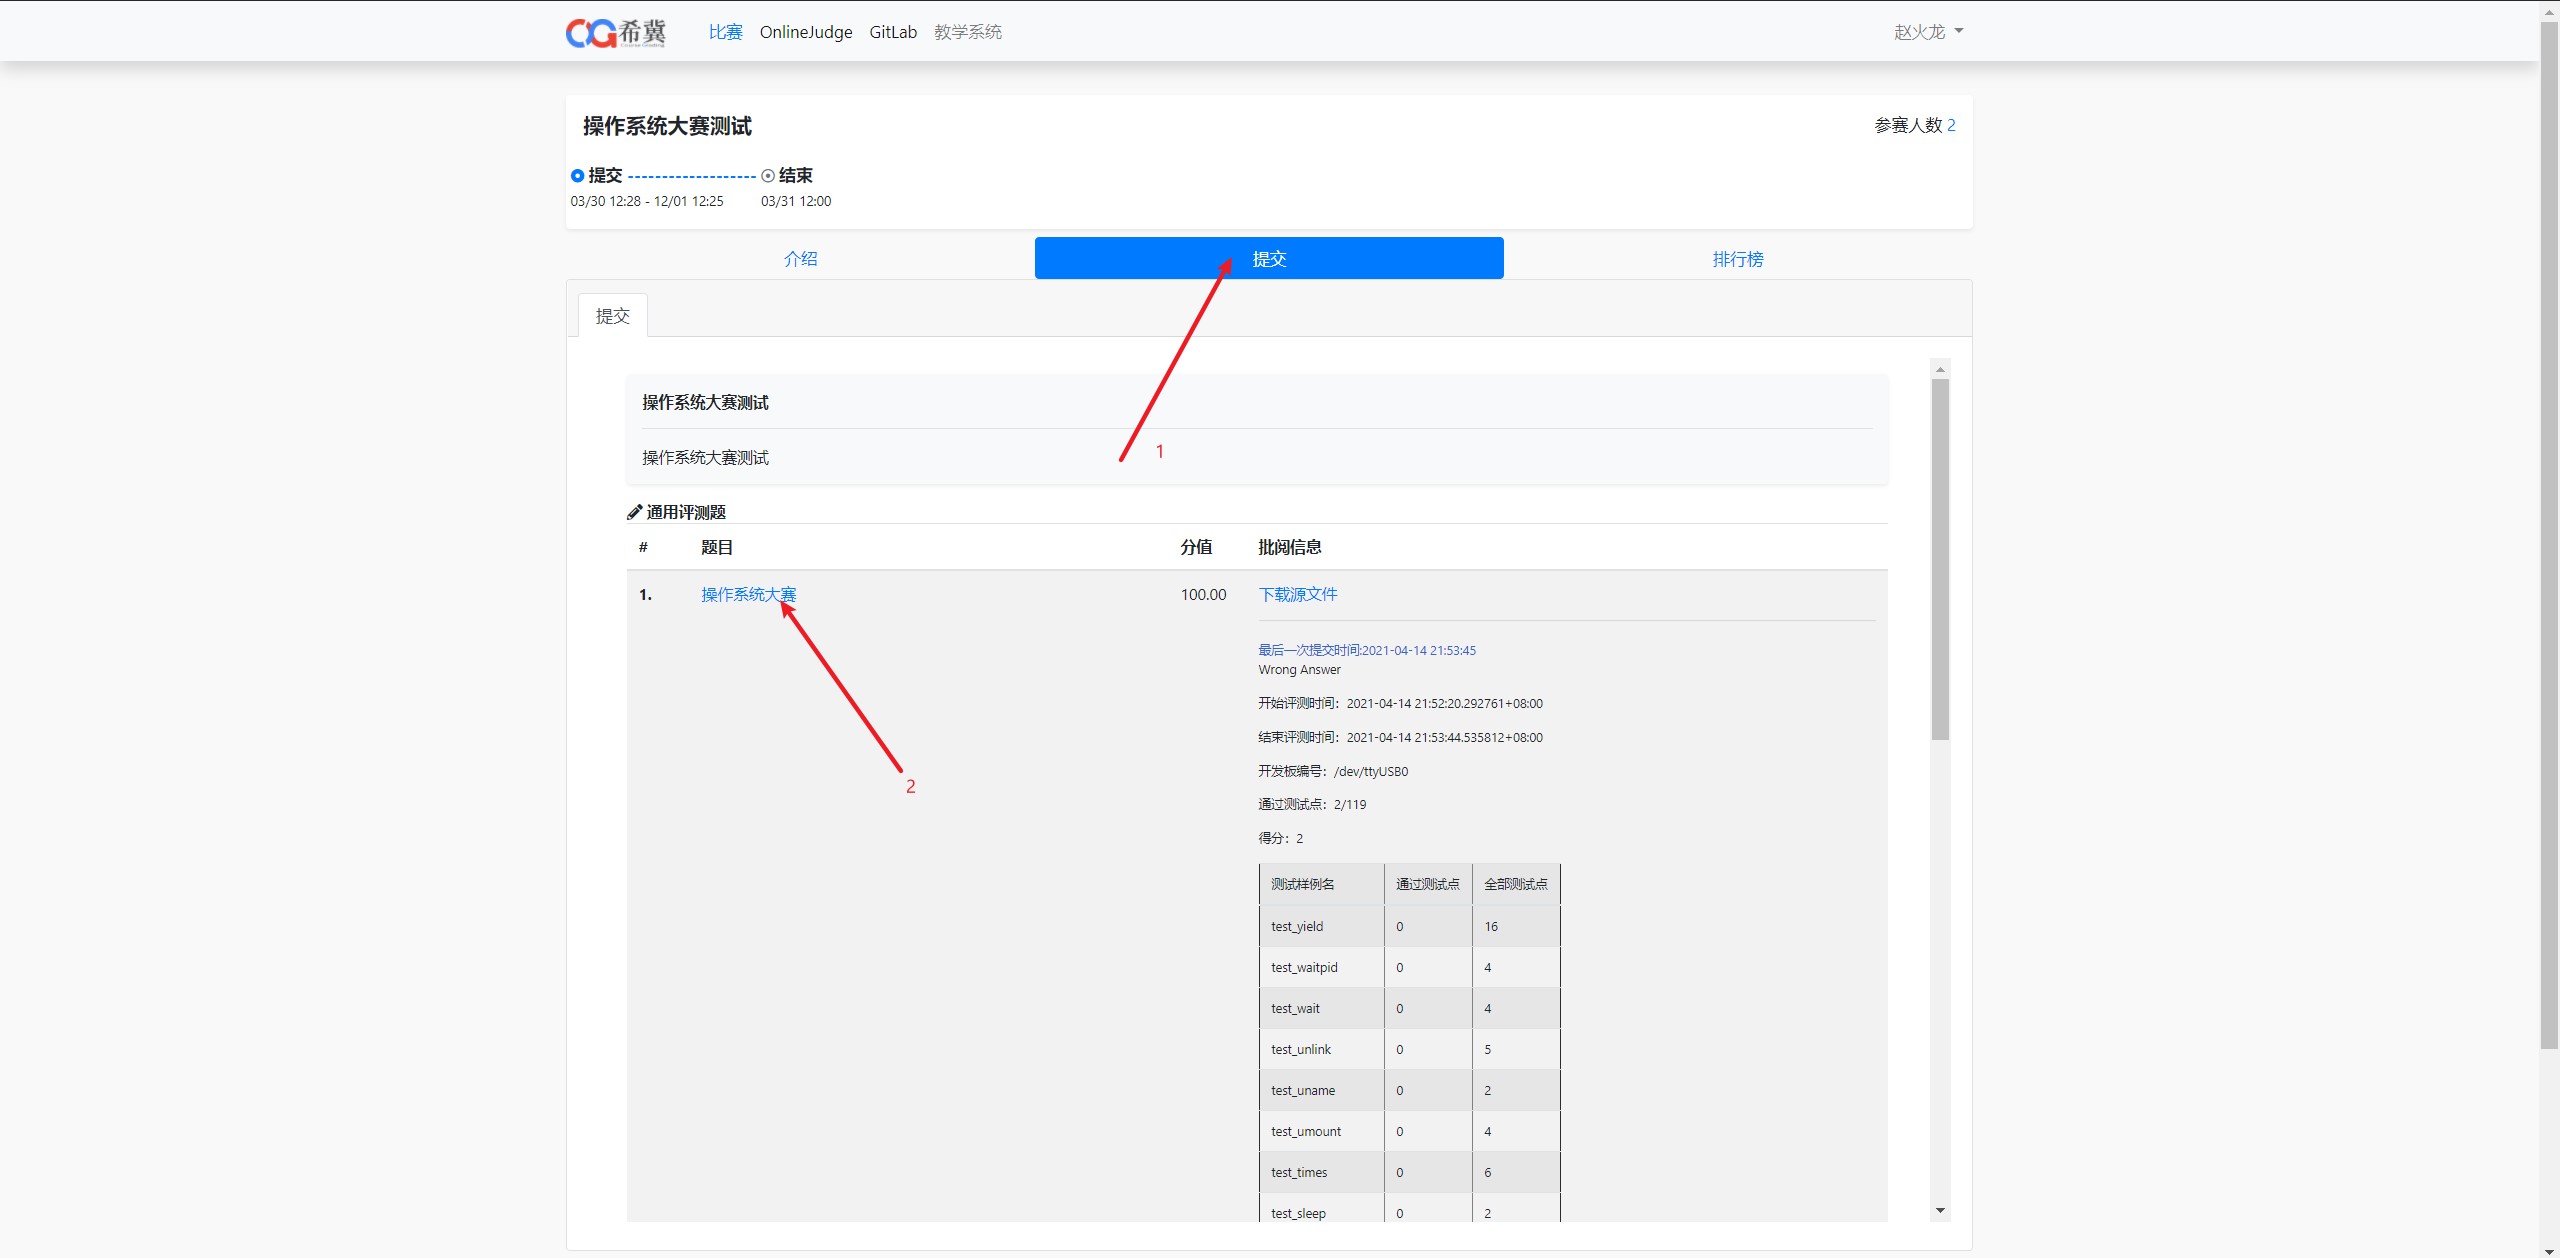 CG希冀 比赛 OnlineJudge GitLab 教学系统 赵火龙
操作系统大赛测试 参赛人数 2
提交 ------------------- 结束
03/30 12:28 - 12/01 12:25 03/31 12:00
介绍 提交 排行榜
提交
操作系统大赛测试
操作系统大赛测试
1
通用评测题
# 题目 分值 批阅信息
1. 操作系统大赛 100.00 下载源文件
最后一次提交时间:2021-04-14 21:53:45
Wrong Answer
开始评测时间：2021-04-14 21:52:20.292761+08:00
结束评测时间：2021-04-14 21:53:44.535812+08:00
开发板编号：/dev/ttyUSB0
2
通过测试点：2/119
得分：2
测试样例名 通过测试点 全部测试点
test_yield 0 16
test_waitpid 0 4
test_wait 0 4
test_unlink 0 5
test_uname 0 2
test_umount 0 4
test_times 0 6
test_sleep 0 2